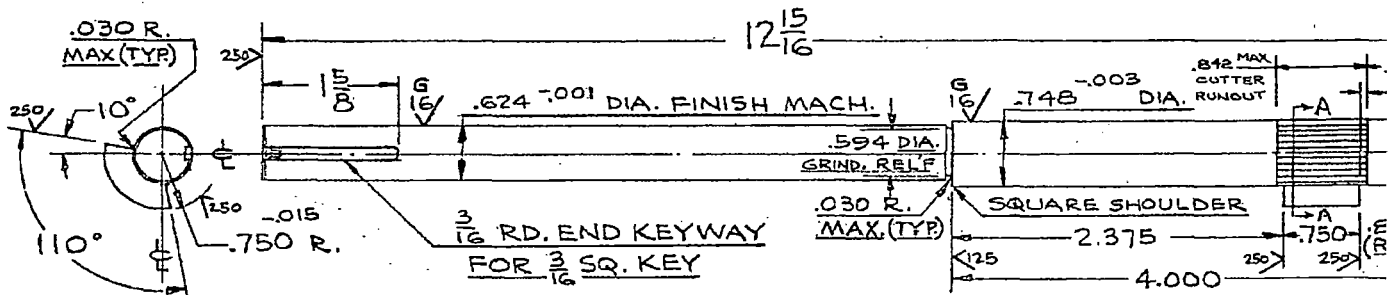 .030 R.
MAX (TYP.)
250
10°
250
110°
250
-.015
.750 R.
℄
℄
12 15/16
1 5/8
G
16
.624 -.001 DIA. FINISH MACH.
3/16 RD. END KEYWAY
FOR 3/16 SQ. KEY
.594 DIA.
GRIND. REL'F
.030 R.
MAX. (TYP.)
G
16
.748 -.003 DIA.
SQUARE SHOULDER
.842 MAX
CUTTER
RUNOUT
A
A
2.375
.750
125
250
250
4.000